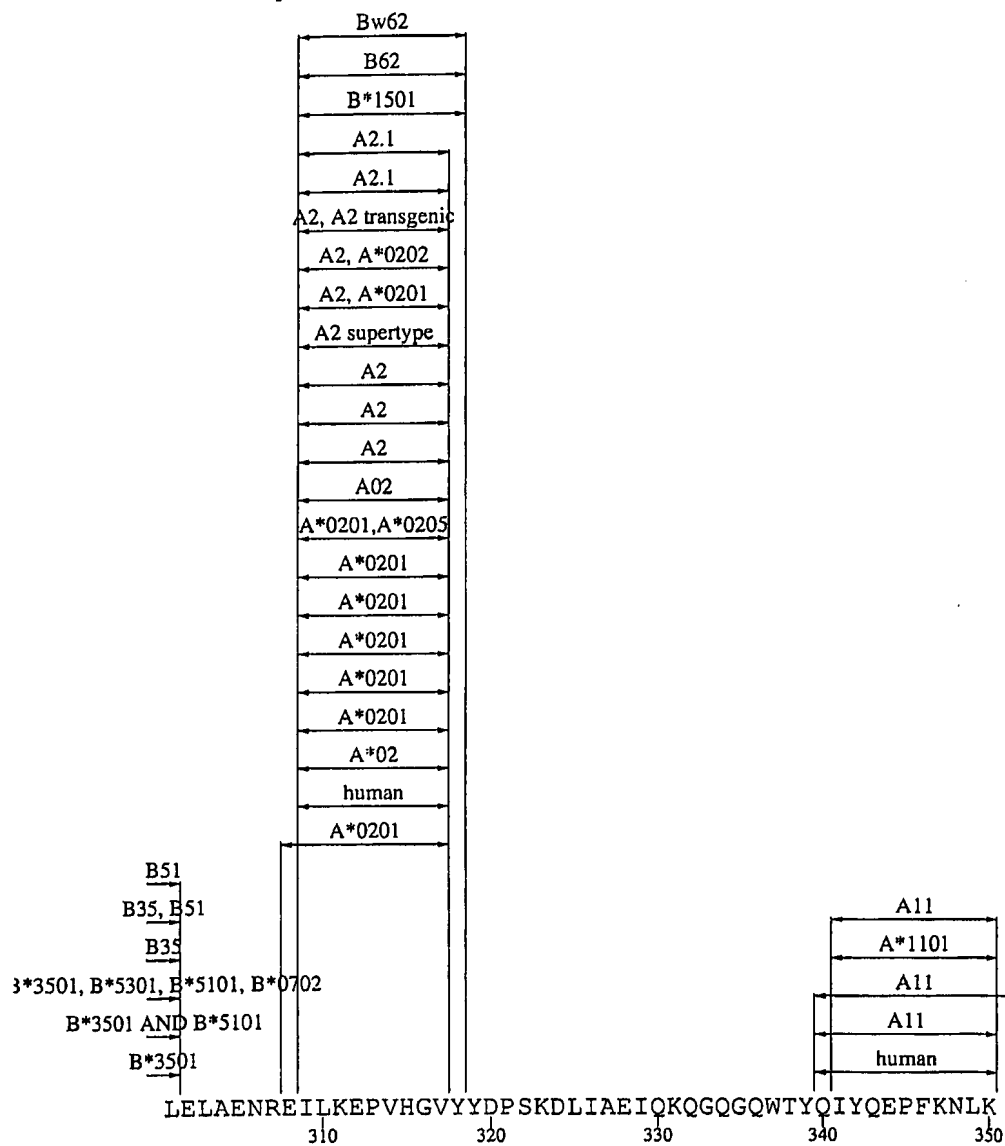 Bw62
B62
B*1501
A2.1
A2.1
A2, A2 transgenic
A2, A*0202
A2, A*0201
A2 supertype
A2
A2
A2
A02
A*0201,A*0205
A*0201
A*0201
A*0201
A*0201
A*0201
A*02
human
A*0201
B51
B35, B51
A11
B35
A*1101
B*3501, B*5301, B*5101, B*0702
A11
B*3501 AND B*5101
A11
B*3501
human
LELAENREILKEPVHGVYYDPSKDLIAEIQKQGQGQWTYQIYQEPFKNLK
310 320 330 340 350